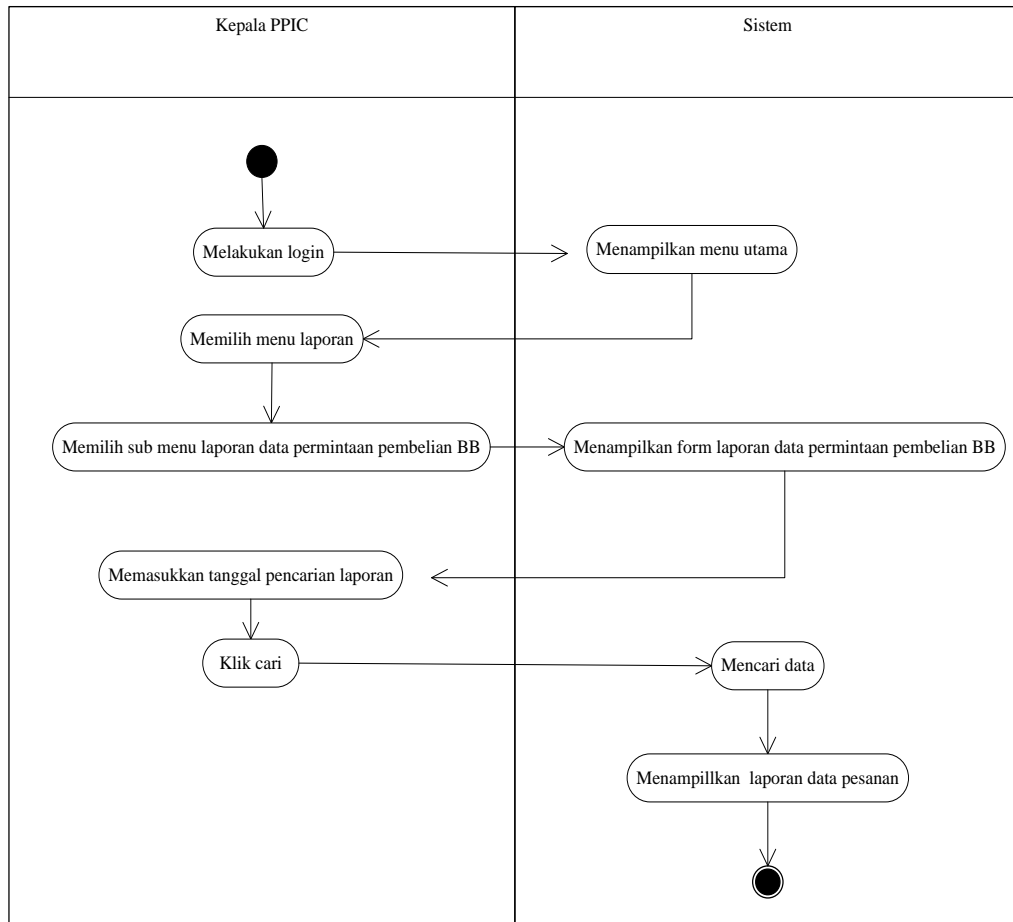 Kepala PPIC
Sistem
Melakukan login
Menampilkan menu utama
Memilih menu laporan
Memilih sub menu laporan data permintaan pembelian BB
Menampilkan form laporan data permintaan pembelian BB
Memasukkan tanggal pencarian laporan
Klik cari
Mencari data
Menampillkan  laporan data pesanan